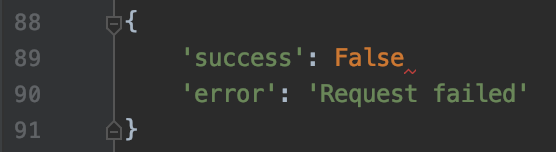 88 {
89     'success': False
90     'error': 'Request failed'
91 }